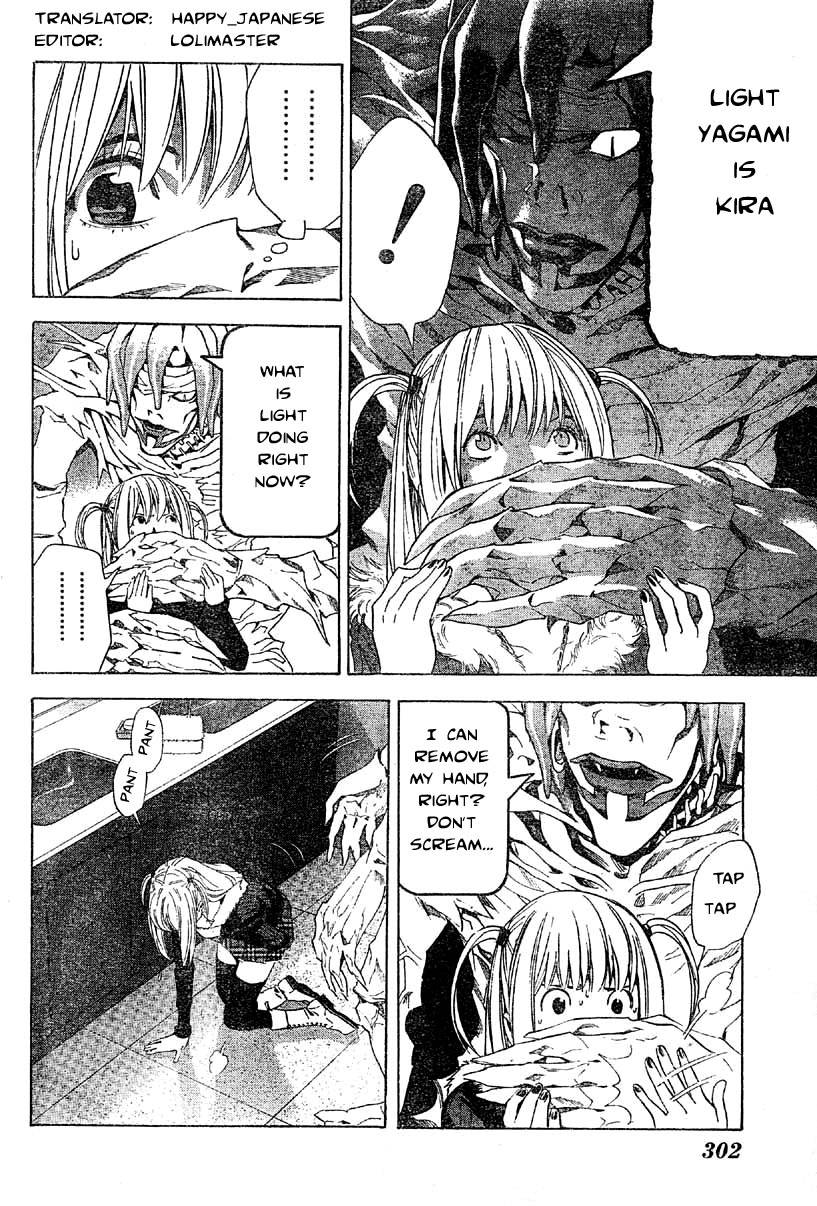 TRANSLATOR: HAPPY_JAPANESE
EDITOR: LOLIMASTER
LIGHT
YAGAMI
IS
KIRA
!
.........
WHAT
IS
LIGHT
DOING
RIGHT
NOW?
.........
I CAN
REMOVE
MY HAND,
RIGHT?
DON'T
SCREAM...
TAP
TAP
PANT
PANT
302